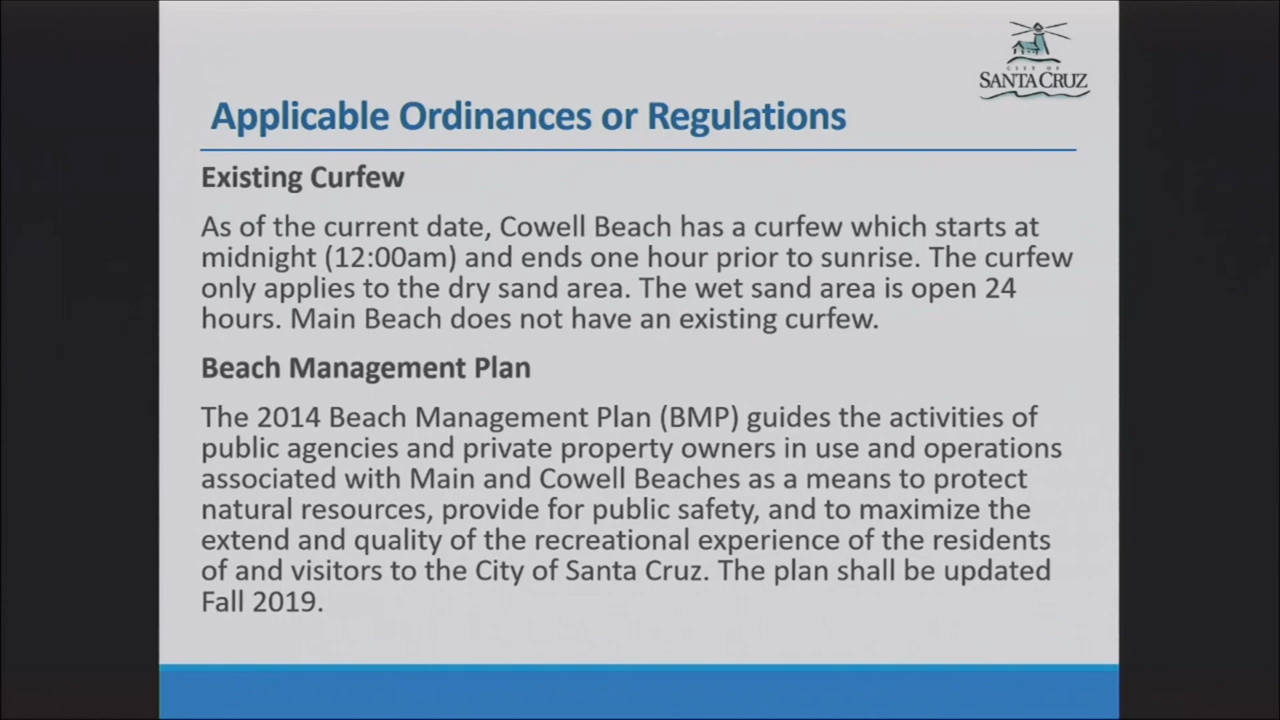 CITY OF
SANTA CRUZ
Applicable Ordinances or Regulations
Existing Curfew
As of the current date, Cowell Beach has a curfew which starts at
midnight (12:00am) and ends one hour prior to sunrise. The curfew
only applies to the dry sand area. The wet sand area is open 24
hours. Main Beach does not have an existing curfew.
Beach Management Plan
The 2014 Beach Management Plan (BMP) guides the activities of
public agencies and private property owners in use and operations
associated with Main and Cowell Beaches as a means to protect
natural resources, provide for public safety, and to maximize the
extend and quality of the recreational experience of the residents
of and visitors to the City of Santa Cruz. The plan shall be updated
Fall 2019.